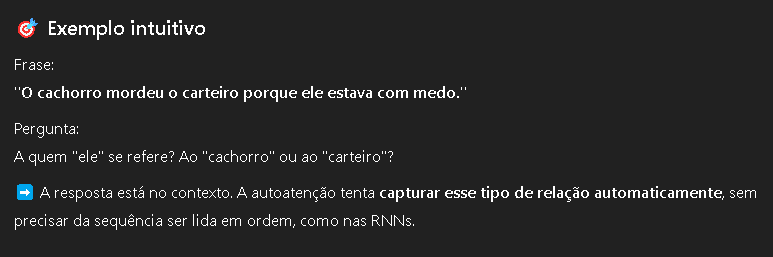 🎯 Exemplo intuitivo
Frase:
"O cachorro mordeu o carteiro porque ele estava com medo."
Pergunta:
A quem "ele" se refere? Ao "cachorro" ou ao "carteiro"?
➡️ A resposta está no contexto. A autoatenção tenta capturar esse tipo de relação automaticamente, sem
precisar da sequência ser lida em ordem, como nas RNNs.